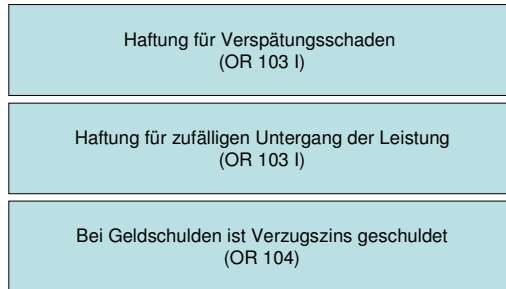 Haftung für Verspätungsschaden
(OR 103 I)
Haftung für zufälligen Untergang der Leistung
(OR 103 I)
Bei Geldschulden ist Verzugszins geschuldet
(OR 104)